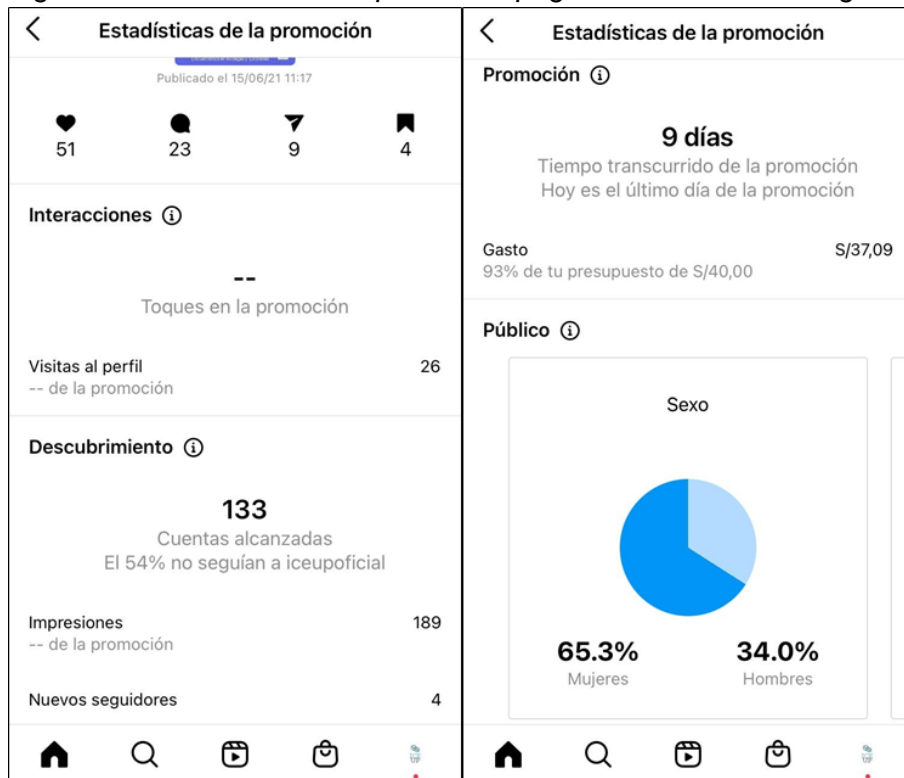 Estadísticas de la promoción
Publicado el 15/06/21 11:17
51 23 9 4
Interacciones
--
Toques en la promoción
Visitas al perfil 26
-- de la promoción
Descubrimiento
133
Cuentas alcanzadas
El 54% no seguían a iceupoficial
Impresiones 189
-- de la promoción
Nuevos seguidores 4
Estadísticas de la promoción
Promoción
9 días
Tiempo transcurrido de la promoción
Hoy es el último día de la promoción
Gasto S/37,09
93% de tu presupuesto de S/40,00
Público
Sexo
65.3% 34.0%
Mujeres Hombres